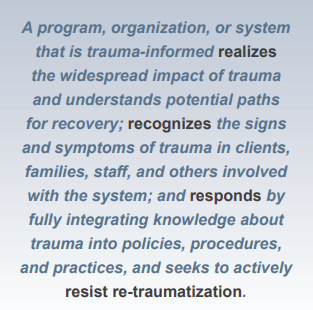 A program, organization, or system
that is trauma-informed realizes
the widespread impact of trauma
and understands potential paths
for recovery; recognizes the signs
and symptoms of trauma in clients,
families, staff, and others involved
with the system; and responds by
fully integrating knowledge about
trauma into policies, procedures,
and practices, and seeks to actively
resist re-traumatization.